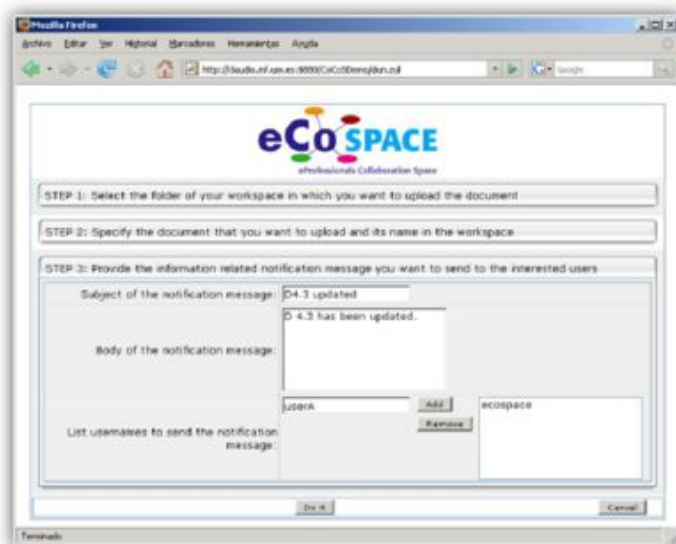 Mozilla Firefox
Archivo Editar Ver Historial Marcadores Herramientas Ayuda
Google
eCoSPACE
eProfessionals Collaboration Space
STEP 1: Select the folder of your workspace in which you want to upload the document
STEP 2: Specify the document that you want to upload and its name in the workspace
STEP 3: Provide the information related notification message you want to send to the interested users
Subject of the notification message: D4.3 updated
D 4.3 has been updated.
Body of the notification message:
userA Add ecospace
Remove
List usernames to send the notification
message:
Do it Cancel
Terminado